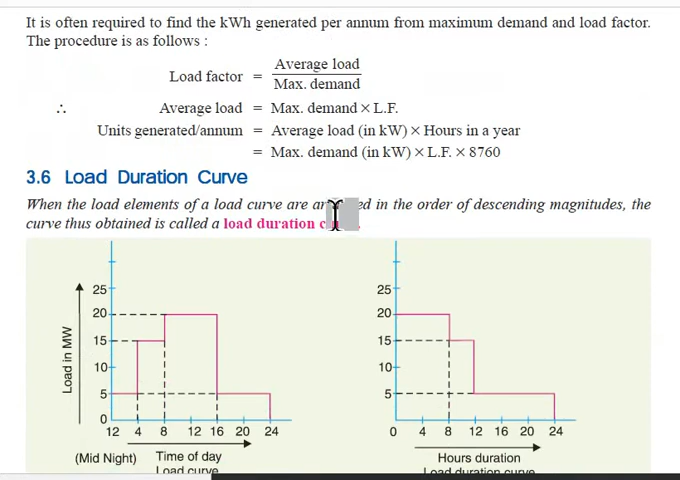 It is often required to find the kWh generated per annum from maximum demand and load factor.
The procedure is as follows :
Load factor = Average load / Max. demand
∴ Average load = Max. demand × L.F.
Units generated/annum = Average load (in kW) × Hours in a year
= Max. demand (in kW) × L.F. × 8760
3.6 Load Duration Curve
When the load elements of a load curve are in the order of descending magnitudes, the
curve thus obtained is called a load duration
25
20
15
10
5
0
Load in MW
12 4 8 12 16 20 24
(Mid Night) Time of day
Load curve
25
20
15
10
5
0 4 8 12 16 20 24
Hours duration
Load duration curve